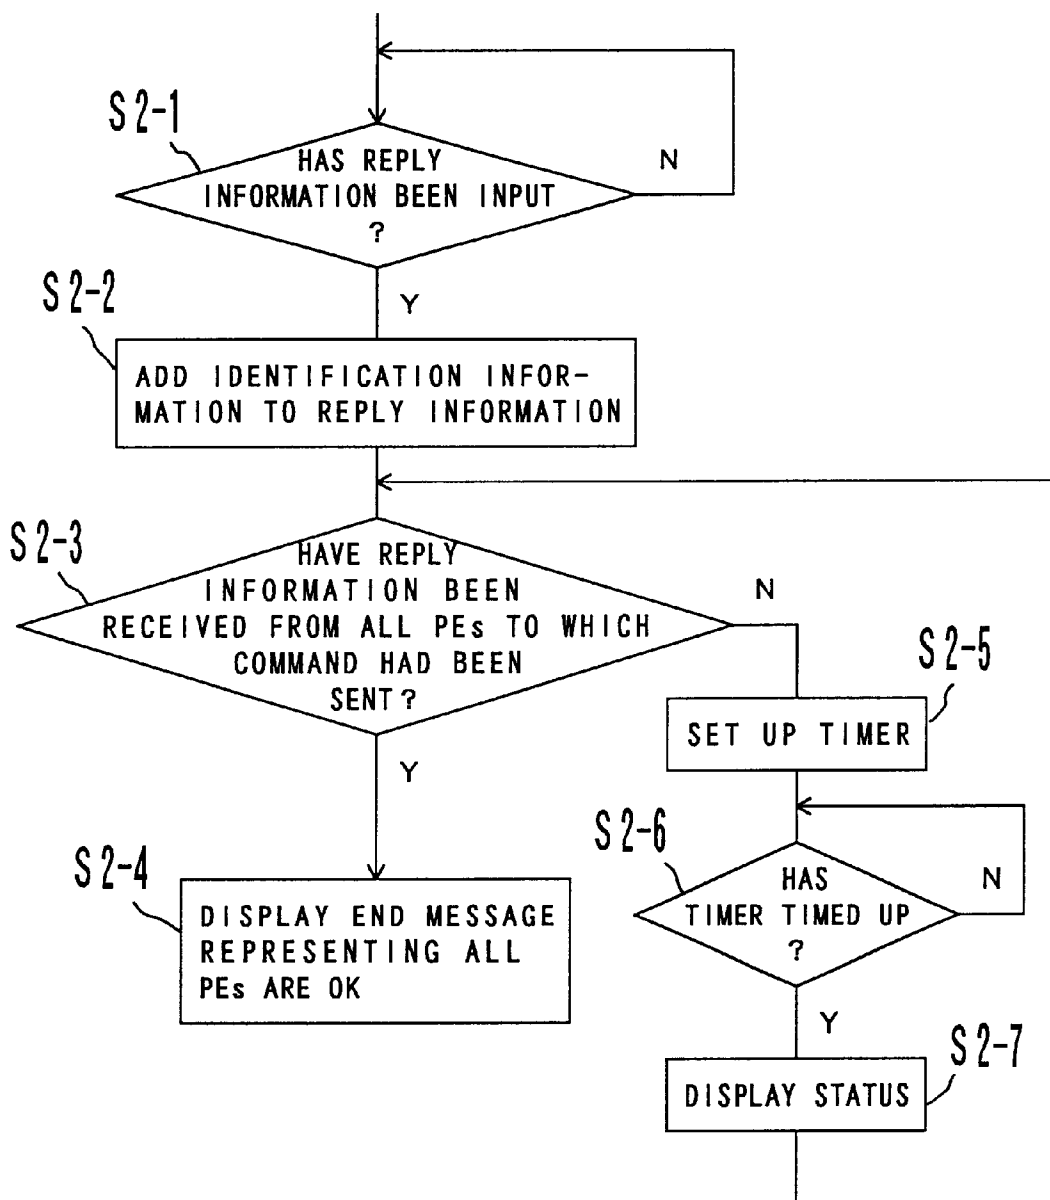 S2-1
HAS REPLY
INFORMATION BEEN INPUT
?
N
Y
S2-2
ADD IDENTIFICATION INFOR-
MATION TO REPLY INFORMATION
S2-3
HAVE REPLY
INFORMATION BEEN
RECEIVED FROM ALL PEs TO WHICH
COMMAND HAD BEEN
SENT?
N
Y
S2-4
DISPLAY END MESSAGE
REPRESENTING ALL
PEs ARE OK
S2-5
SET UP TIMER
S2-6
HAS
TIMER TIMED UP
?
N
Y
S2-7
DISPLAY STATUS